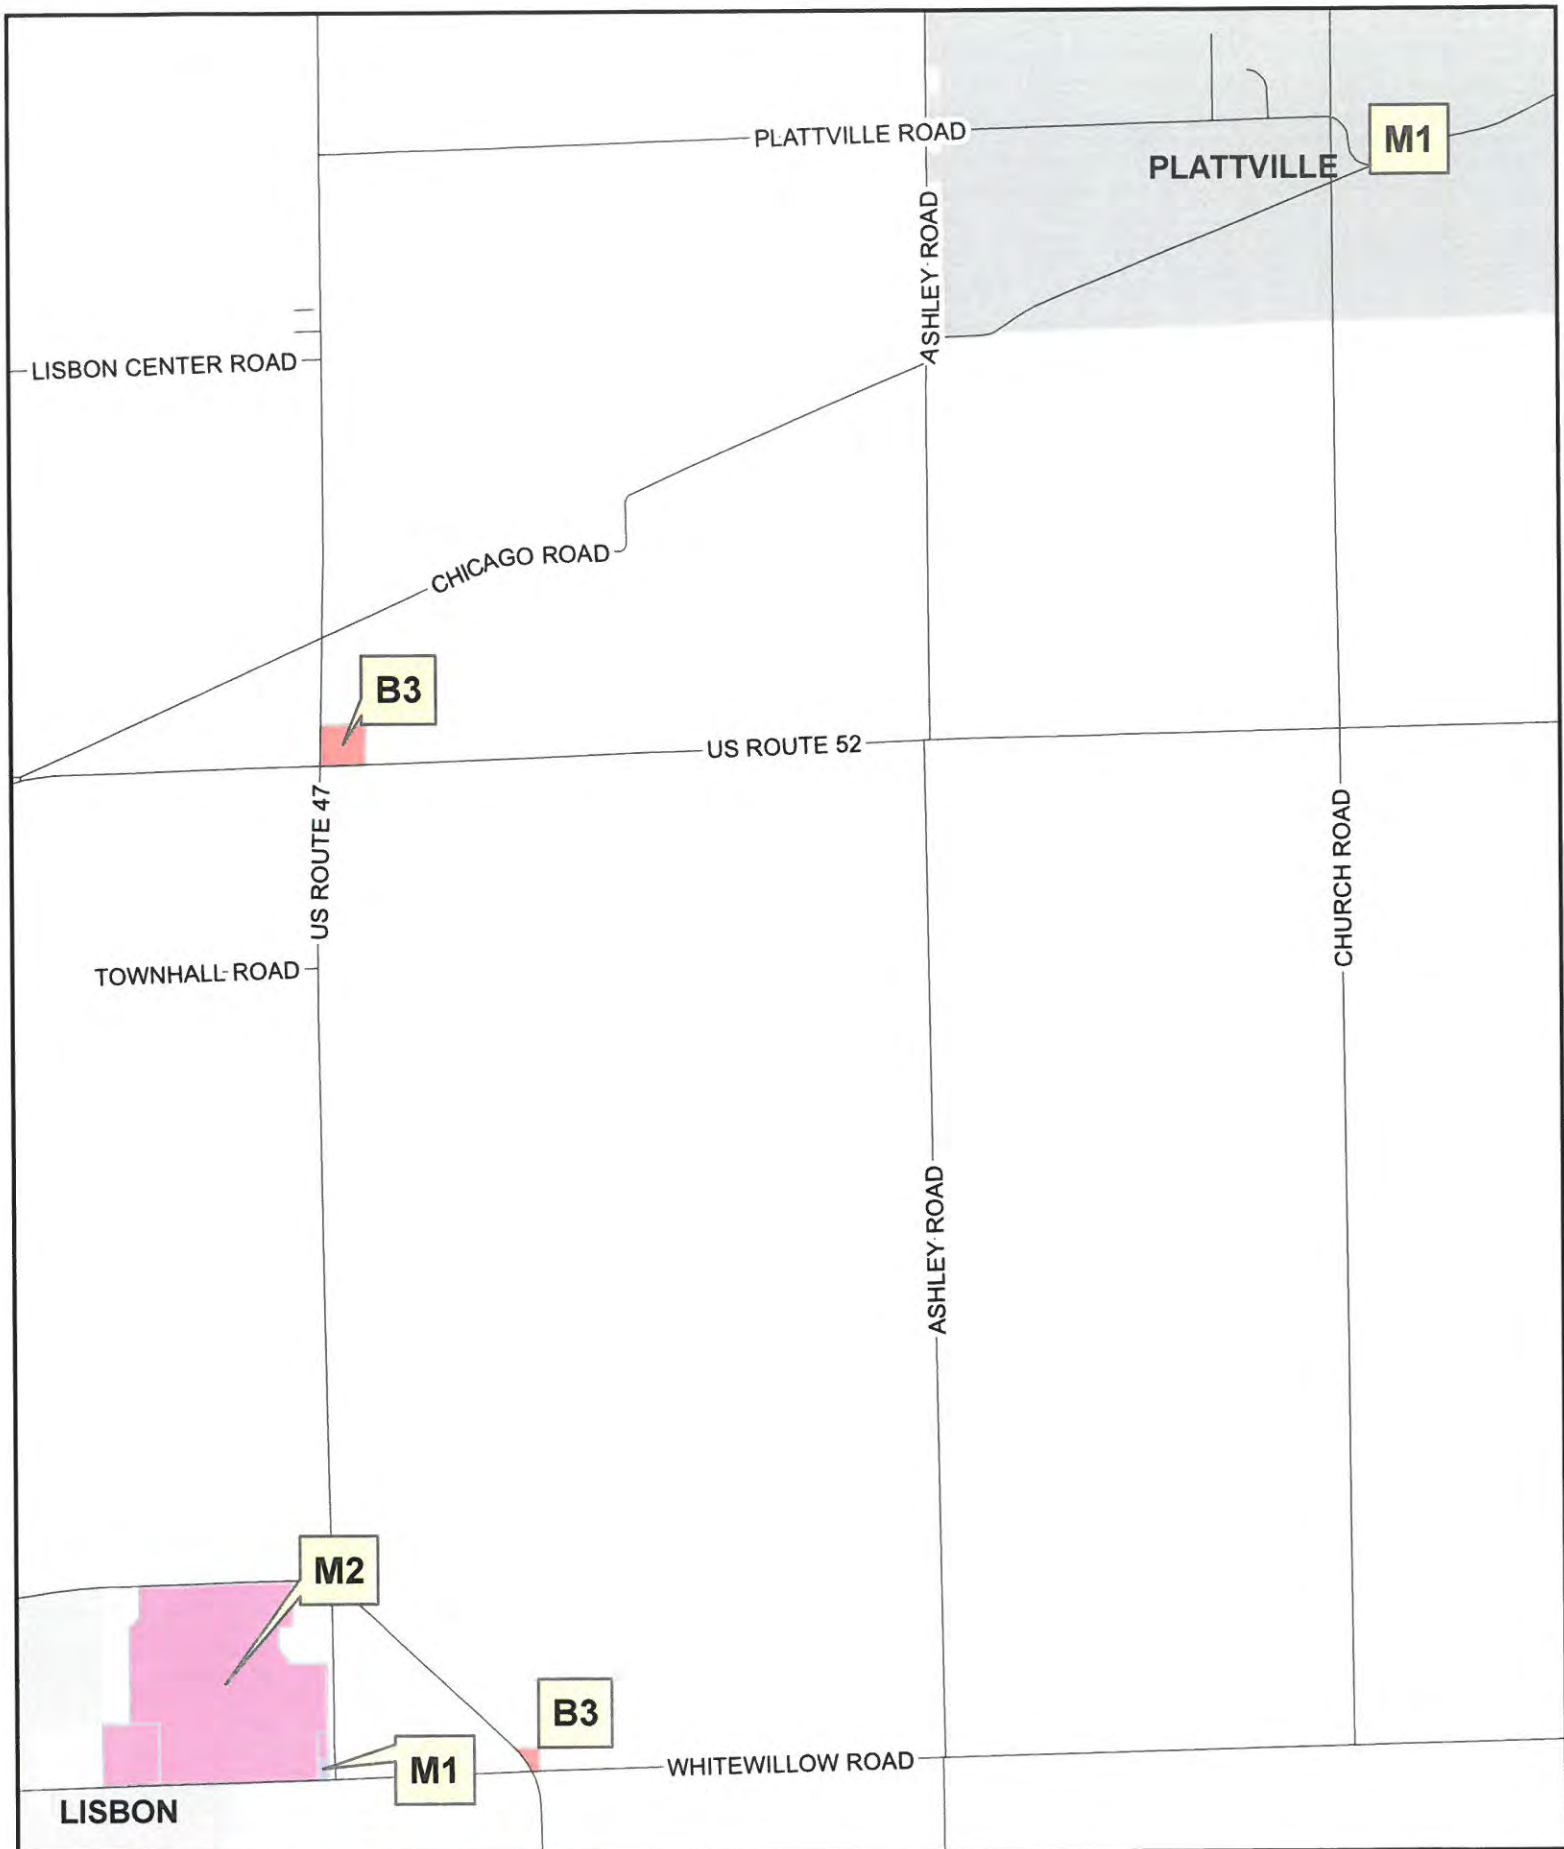 PLATTVILLE ROAD
M1
PLATTVILLE
ASHLEY ROAD
LISBON CENTER ROAD
CHICAGO ROAD
B3
US ROUTE 52
US ROUTE 47
CHURCH ROAD
TOWNHALL ROAD
ASHLEY ROAD
M2
B3
M1
WHITEWILLOW ROAD
LISBON